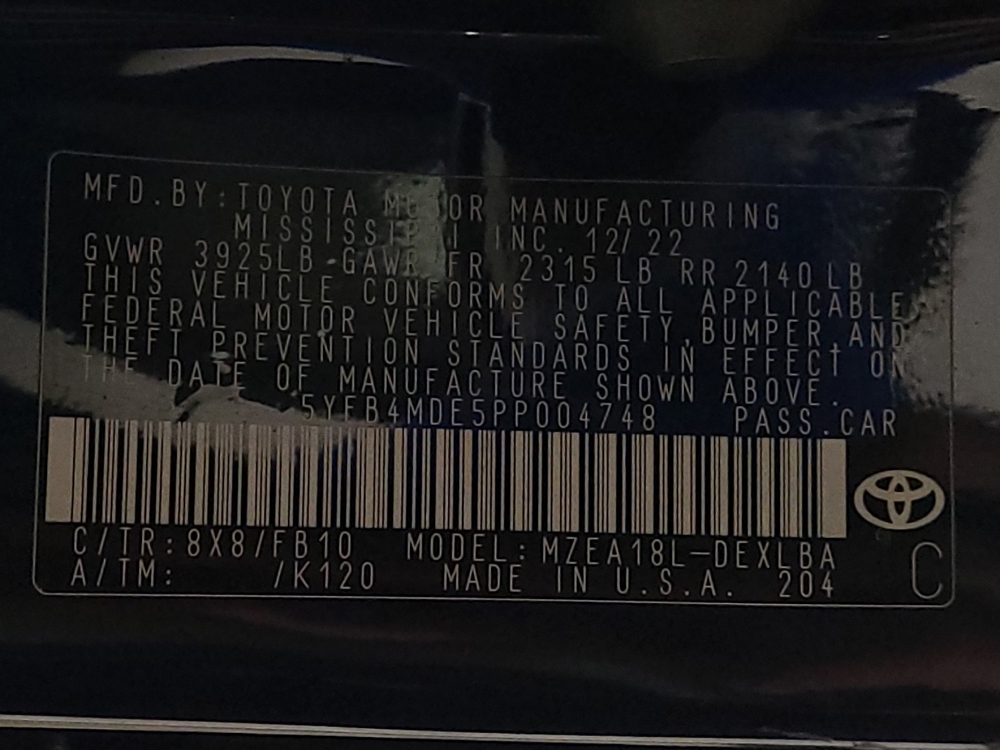 MFD.BY:TOYOTA MOTOR MANUFACTURING
MISSISSIPPI INC. 12/22
GVWR 3925LB GAWR FR 2315 LB RR 2140 LB
THIS VEHICLE CONFORMS TO ALL APPLICABLE
FEDERAL MOTOR VEHICLE SAFETY, BUMPER, AND
THEFT PREVENTION STANDARDS IN EFFECT ON
THE DATE OF MANUFACTURE SHOWN ABOVE.
5YFB4MDE5PP004748 PASS.CAR
C/TR:8X8/FB10 MODEL:MZEA18L-DEXLBA
A/TM: /K120 MADE IN U.S.A. 204
C